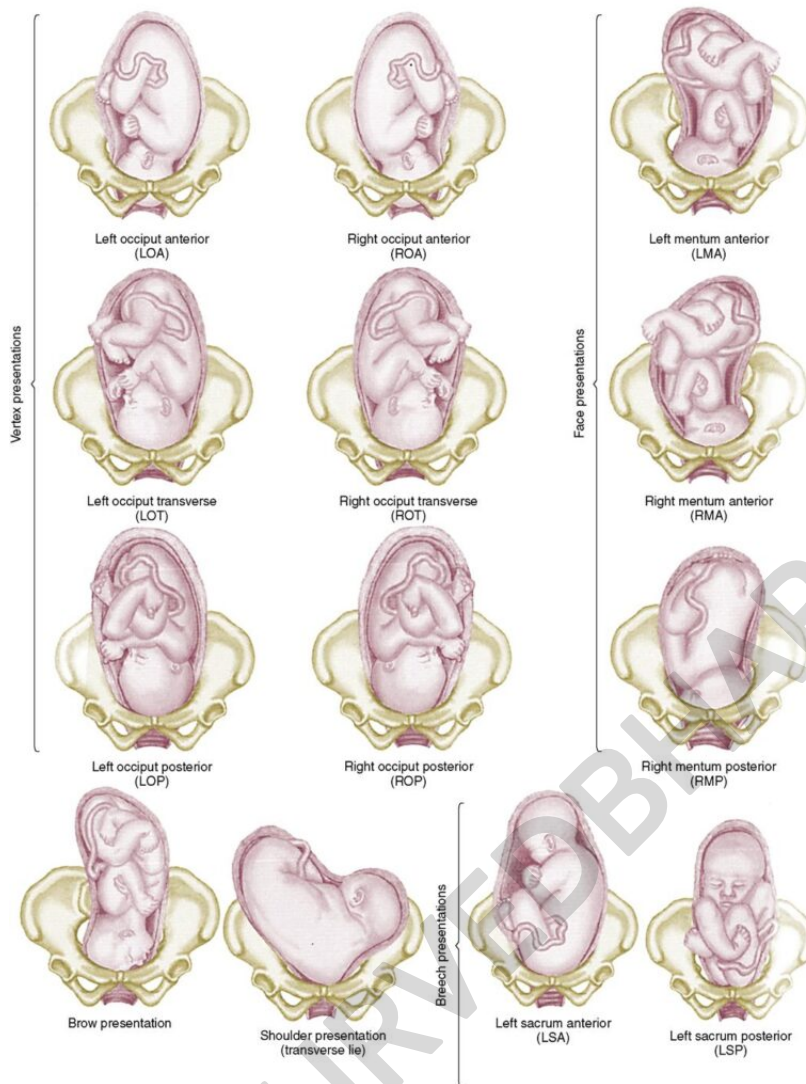 Vertex presentations
Left occiput anterior
(LOA)
Right occiput anterior
(ROA)
Left occiput transverse
(LOT)
Right occiput transverse
(ROT)
Left occiput posterior
(LOP)
Right occiput posterior
(ROP)
Face presentations
Left mentum anterior
(LMA)
Right mentum anterior
(RMA)
Right mentum posterior
(RMP)
Brow presentation
Shoulder presentation
(transverse lie)
Breech presentations
Left sacrum anterior
(LSA)
Left sacrum posterior
(LSP)
URVEDBHAR